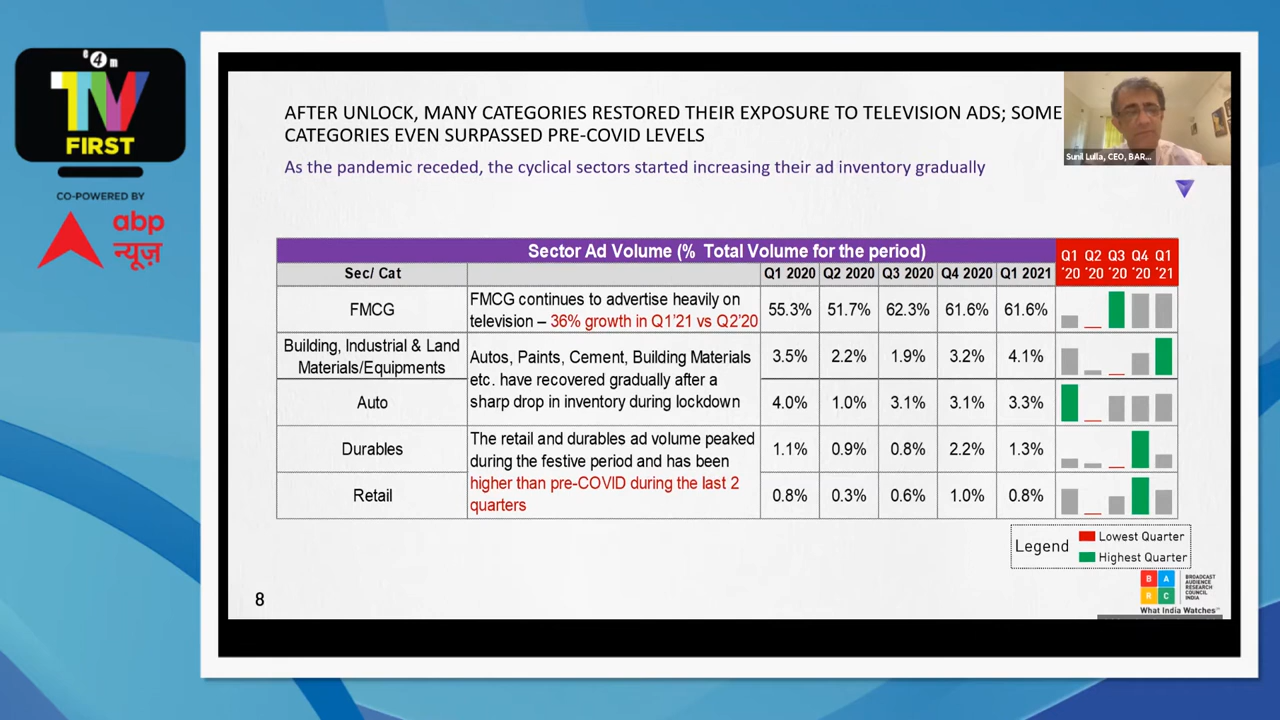 e 4 m
TV
FIRST
CO-POWERED BY
abp
न्यूज़
AFTER UNLOCK, MANY CATEGORIES RESTORED THEIR EXPOSURE TO TELEVISION ADS; SOME
CATEGORIES EVEN SURPASSED PRE-COVID LEVELS
As the pandemic receded, the cyclical sectors started increasing their ad inventory gradually
Sunil Lulla, CEO, BAR...
Sector Ad Volume (% Total Volume for the period)
Sec/ Cat Q1 2020 Q2 2020 Q3 2020 Q4 2020 Q1 2021
Q1 Q2 Q3 Q4 Q1
'20 '20 '20 '20 '21
FMCG
FMCG continues to advertise heavily on
television – 36% growth in Q1'21 vs Q2'20
55.3% 51.7% 62.3% 61.6% 61.6%
Building, Industrial & Land
Materials/Equipments
3.5% 2.2% 1.9% 3.2% 4.1%
Autos, Paints, Cement, Building Materials
etc. have recovered gradually after a
sharp drop in inventory during lockdown
Auto
4.0% 1.0% 3.1% 3.1% 3.3%
Durables
The retail and durables ad volume peaked
during the festive period and has been
higher than pre-COVID during the last 2
quarters
1.1% 0.9% 0.8% 2.2% 1.3%
Retail
0.8% 0.3% 0.6% 1.0% 0.8%
Legend
Lowest Quarter
Highest Quarter
8
B A
R C
BROADCAST
AUDIENCE
RESEARCH
COUNCIL
INDIA
What India Watches™